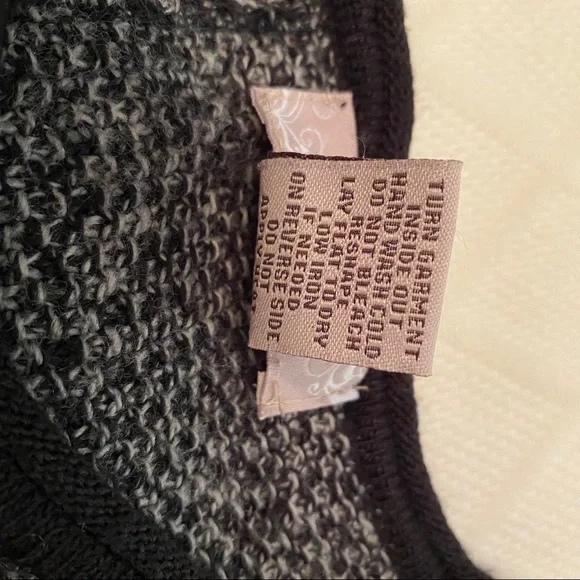 TURN GARMENT
INSIDE OUT
HAND WASH COLD
DO NOT BLEACH
RESHAPE
LAY FLAT TO DRY
LOW IRON
IF NEEDED
ON REVERSE SIDE
DO NOT